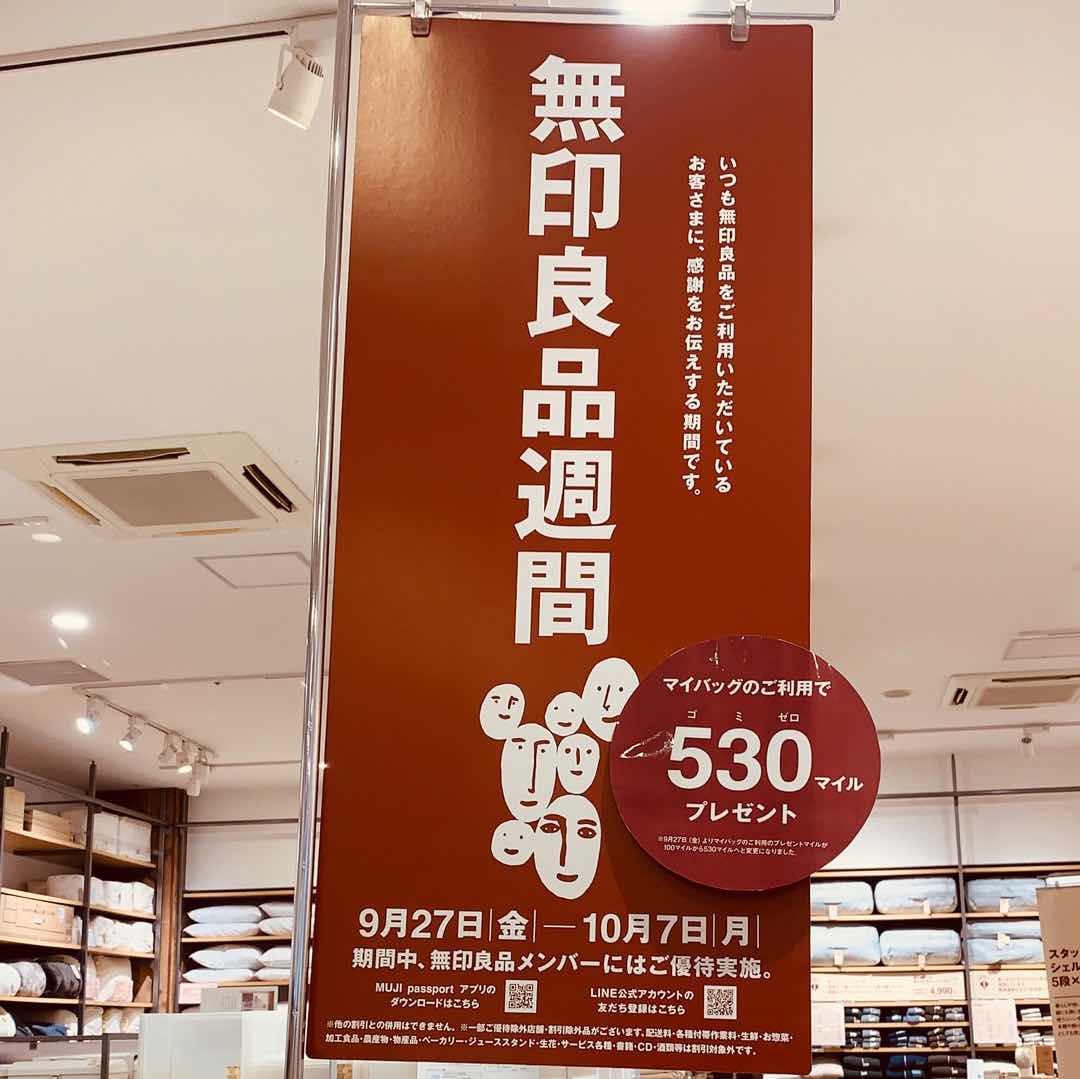 無印良品週間
いつも無印良品をご利用いただいている
お客さまに、感謝をお伝えする期間です。
マイバッグのご利用で
ゴ ミ ゼロ
530マイル
プレゼント
※9月27日(金)よりマイバッグのご利用のプレゼントマイルが
100マイルから530マイルへと変更になりました。
9月27日|金|—10月7日|月|
期間中、無印良品メンバーにはご優待実施。
MUJI passport アプリの
ダウンロードはこちら
LINE公式アカウントの
友だち登録はこちら
※他の割引との併用はできません。※一部ご優待除外店舗・割引除外品がございます。配送料・各種付帯作業料・生鮮・お惣菜・
加工食品・農産物・物産品・ベーカリー・ジューススタンド・生花・サービス各種・書籍・CD・酒類等は割引対象外です。
スタッ
シェル
5段×
4,990